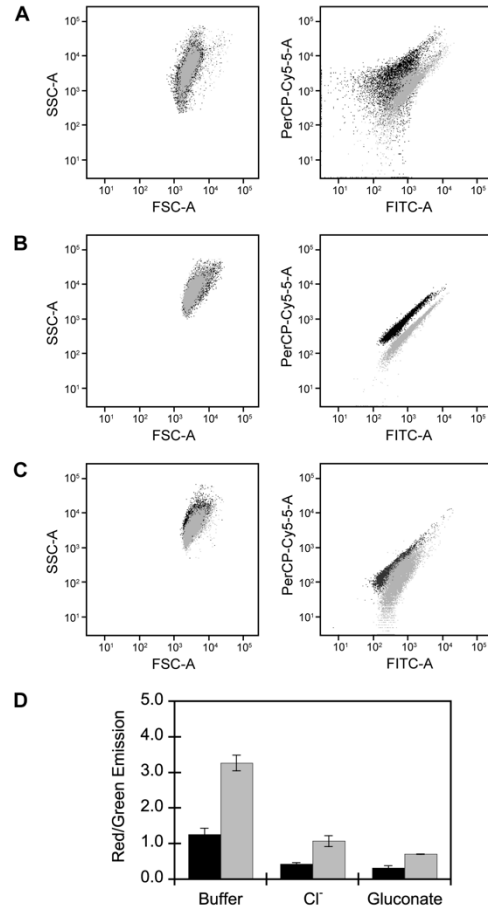 A
SSC-A
10⁵
10⁴
10³
10²
10¹
10¹ 10² 10³ 10⁴ 10⁵
FSC-A
PerCP-Cy5-5-A
10⁵
10⁴
10³
10²
10¹
10¹ 10² 10³ 10⁴ 10⁵
FITC-A
B
SSC-A
10⁵
10⁴
10³
10²
10¹
10¹ 10² 10³ 10⁴ 10⁵
FSC-A
PerCP-Cy5-5-A
10⁵
10⁴
10³
10²
10¹
10¹ 10² 10³ 10⁴ 10⁵
FITC-A
C
SSC-A
10⁵
10⁴
10³
10²
10¹
10¹ 10² 10³ 10⁴ 10⁵
FSC-A
PerCP-Cy5-5-A
10⁵
10⁴
10³
10²
10¹
10¹ 10² 10³ 10⁴ 10⁵
FITC-A
D
Red/Green Emission
5.0
4.0
3.0
2.0
1.0
0.0
Buffer Cl⁻ Gluconate